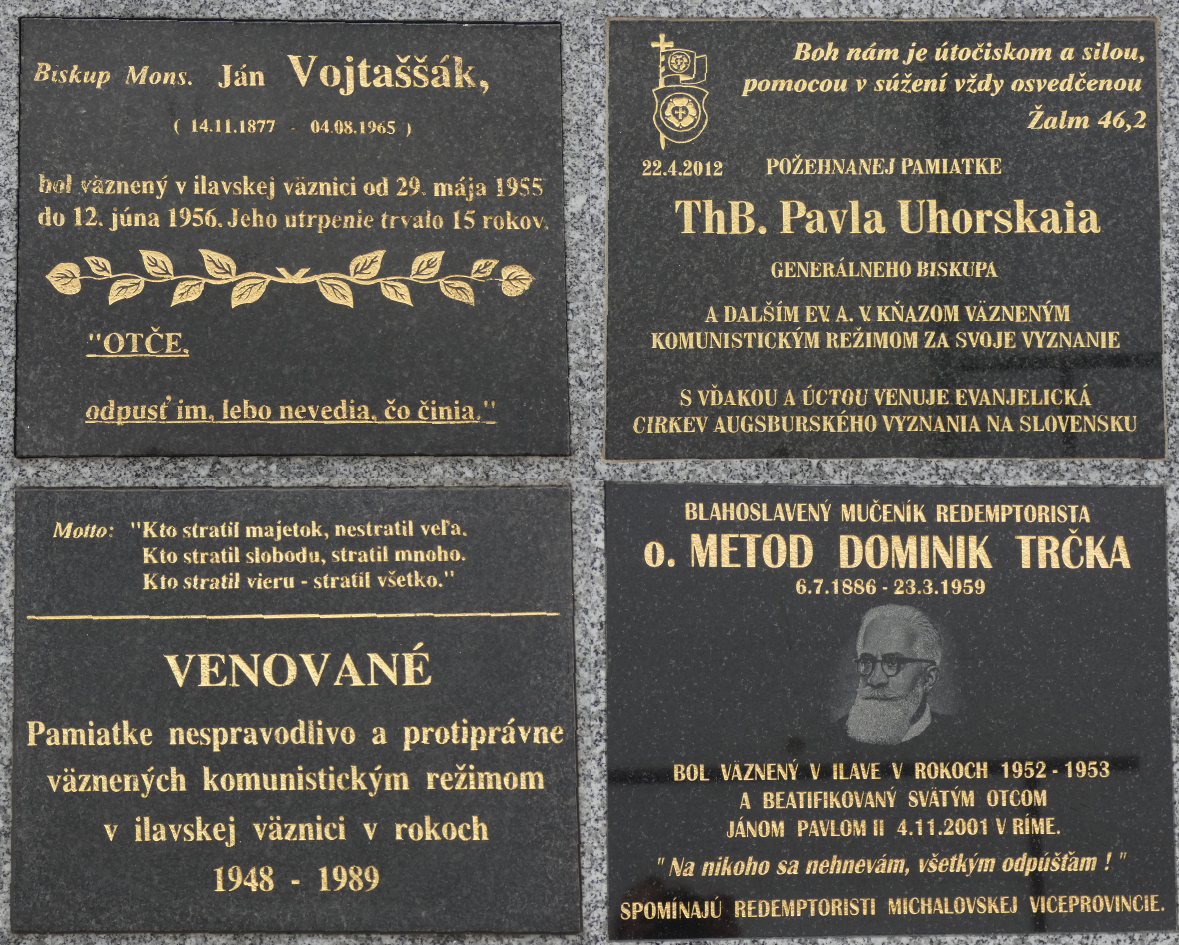 Biskup Mons. Ján Vojtaššák,
( 14.11.1877 - 04.08.1965 )
bol väznený v ilavskej väznici od 29. mája 1955
do 12. júna 1956. Jeho utrpenie trvalo 15 rokov.
"OTČE,
odpusť im, lebo nevedia, čo činia."
Boh nám je útočiskom a silou,
pomocou v súžení vždy osvedčenou
Žalm 46,2
22.4.2012 POŽEHNANEJ PAMIATKE
ThB. Pavla Uhorskaia
GENERÁLNEHO BISKUPA
A DALŠÍM EV. A. V. KŇAZOM VÄZNENÝM
KOMUNISTICKÝM REŽIMOM ZA SVOJE VYZNANIE
S VĎAKOU A ÚCTOU VENUJE EVANJELICKÁ
CIRKEV AUGSBURSKÉHO VYZNANIA NA SLOVENSKU
Motto: "Kto stratil majetok, nestratil veľa.
Kto stratil slobodu, stratil mnoho.
Kto stratil vieru - stratil všetko."
VENOVANÉ
Pamiatke nespravodlivo a protiprávne
väznených komunistickým režimom
v ilavskej väznici v rokoch
1948 - 1989
BLAHOSLAVENÝ MUČENÍK REDEMPTORISTA
o. METOD DOMINIK TRČKA
6.7.1886 - 23.3.1959
BOL VÄZNENÝ V ILAVE V ROKOCH 1952 - 1953
A BEATIFIKOVANÝ SVÄTÝM OTCOM
JÁNOM PAVLOM II 4.11.2001 V RÍME.
" Na nikoho sa nehnevám, všetkým odpúšťam ! "
SPOMÍNAJÚ REDEMPTORISTI MICHALOVSKEJ VICEPROVINCIE.